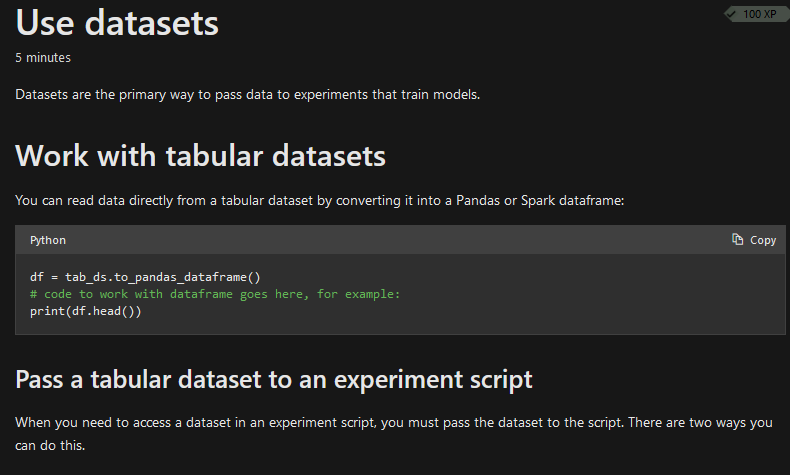 Use datasets
100 XP
5 minutes
Datasets are the primary way to pass data to experiments that train models.
Work with tabular datasets
You can read data directly from a tabular dataset by converting it into a Pandas or Spark dataframe:
Python
Copy
df = tab_ds.to_pandas_dataframe()
# code to work with dataframe goes here, for example:
print(df.head())
Pass a tabular dataset to an experiment script
When you need to access a dataset in an experiment script, you must pass the dataset to the script. There are two ways you
can do this.